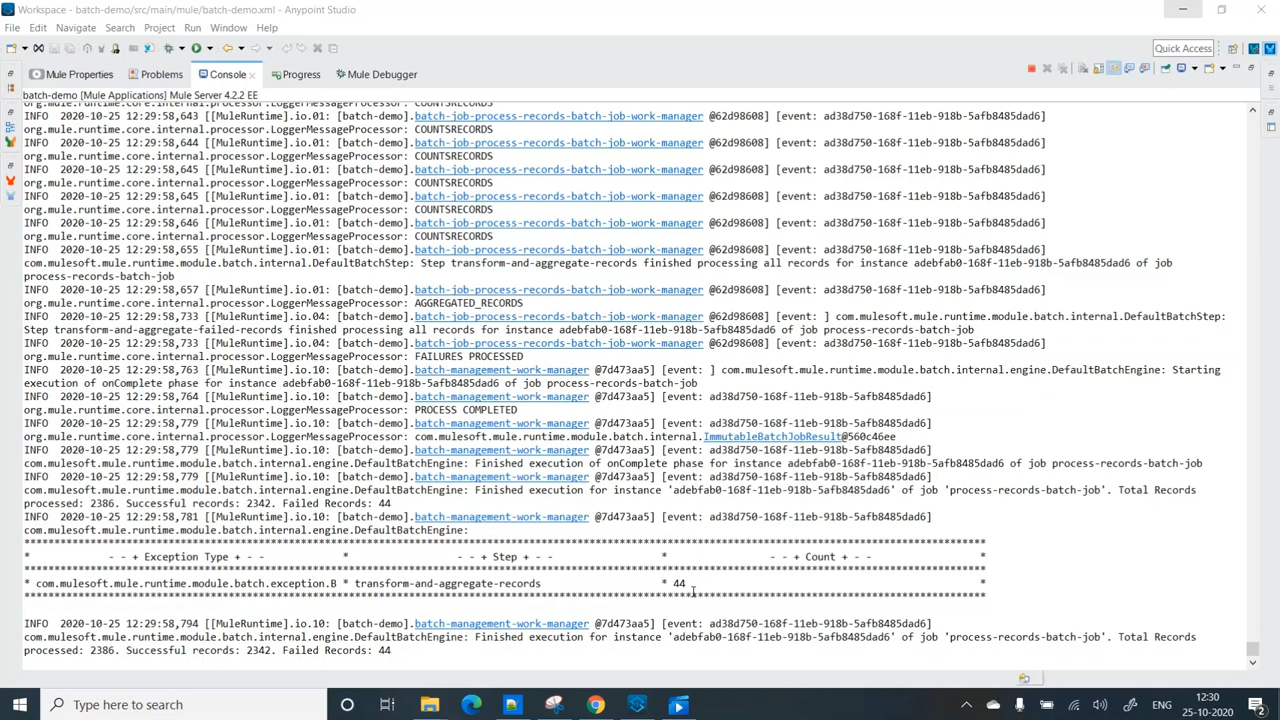 Workspace - batch-demo/src/main/mule/batch-demo.xml - Anypoint Studio
File Edit Navigate Search Project Run Window Help
Quick Access
Mule Properties Problems Console Progress Mule Debugger
batch-demo [Mule Applications] Mule Server 4.2.2 EE
org.mule.runtime.core.internal.processor.LoggerMessageProcessor: COUNTSRECORDS
INFO 2020-10-25 12:29:58,643 [[MuleRuntime].io.01: [batch-demo].batch-job-process-records-batch-job-work-manager @62d98608] [event: ad38d750-168f-11eb-918b-5afb8485dad6]
org.mule.runtime.core.internal.processor.LoggerMessageProcessor: COUNTSRECORDS
INFO 2020-10-25 12:29:58,644 [[MuleRuntime].io.01: [batch-demo].batch-job-process-records-batch-job-work-manager @62d98608] [event: ad38d750-168f-11eb-918b-5afb8485dad6]
org.mule.runtime.core.internal.processor.LoggerMessageProcessor: COUNTSRECORDS
INFO 2020-10-25 12:29:58,645 [[MuleRuntime].io.01: [batch-demo].batch-job-process-records-batch-job-work-manager @62d98608] [event: ad38d750-168f-11eb-918b-5afb8485dad6]
org.mule.runtime.core.internal.processor.LoggerMessageProcessor: COUNTSRECORDS
INFO 2020-10-25 12:29:58,645 [[MuleRuntime].io.01: [batch-demo].batch-job-process-records-batch-job-work-manager @62d98608] [event: ad38d750-168f-11eb-918b-5afb8485dad6]
org.mule.runtime.core.internal.processor.LoggerMessageProcessor: COUNTSRECORDS
INFO 2020-10-25 12:29:58,646 [[MuleRuntime].io.01: [batch-demo].batch-job-process-records-batch-job-work-manager @62d98608] [event: ad38d750-168f-11eb-918b-5afb8485dad6]
org.mule.runtime.core.internal.processor.LoggerMessageProcessor: COUNTSRECORDS
INFO 2020-10-25 12:29:58,655 [[MuleRuntime].io.01: [batch-demo].batch-job-process-records-batch-job-work-manager @62d98608] [event: ad38d750-168f-11eb-918b-5afb8485dad6]
com.mulesoft.mule.runtime.module.batch.internal.DefaultBatchStep: Step transform-and-aggregate-records finished processing all records for instance adebfab0-168f-11eb-918b-5afb8485dad6 of job
process-records-batch-job
INFO 2020-10-25 12:29:58,657 [[MuleRuntime].io.01: [batch-demo].batch-job-process-records-batch-job-work-manager @62d98608] [event: ad38d750-168f-11eb-918b-5afb8485dad6]
org.mule.runtime.core.internal.processor.LoggerMessageProcessor: AGGREGATED_RECORDS
INFO 2020-10-25 12:29:58,733 [[MuleRuntime].io.04: [batch-demo].batch-job-process-records-batch-job-work-manager @62d98608] [event: ] com.mulesoft.mule.runtime.module.batch.internal.DefaultBatchStep:
Step transform-and-aggregate-failed-records finished processing all records for instance adebfab0-168f-11eb-918b-5afb8485dad6 of job process-records-batch-job
INFO 2020-10-25 12:29:58,733 [[MuleRuntime].io.04: [batch-demo].batch-job-process-records-batch-job-work-manager @62d98608] [event: ad38d750-168f-11eb-918b-5afb8485dad6]
org.mule.runtime.core.internal.processor.LoggerMessageProcessor: FAILURES PROCESSED
INFO 2020-10-25 12:29:58,763 [[MuleRuntime].io.10: [batch-demo].batch-management-work-manager @7d473aa5] [event: ] com.mulesoft.mule.runtime.module.batch.internal.engine.DefaultBatchEngine: Starting
execution of onComplete phase for instance adebfab0-168f-11eb-918b-5afb8485dad6 of job process-records-batch-job
INFO 2020-10-25 12:29:58,764 [[MuleRuntime].io.10: [batch-demo].batch-management-work-manager @7d473aa5] [event: ad38d750-168f-11eb-918b-5afb8485dad6]
org.mule.runtime.core.internal.processor.LoggerMessageProcessor: PROCESS COMPLETED
INFO 2020-10-25 12:29:58,779 [[MuleRuntime].io.10: [batch-demo].batch-management-work-manager @7d473aa5] [event: ad38d750-168f-11eb-918b-5afb8485dad6]
org.mule.runtime.core.internal.processor.LoggerMessageProcessor: com.mulesoft.mule.runtime.module.batch.internal.ImmutableBatchJobResult@560c46ee
INFO 2020-10-25 12:29:58,779 [[MuleRuntime].io.10: [batch-demo].batch-management-work-manager @7d473aa5] [event: ad38d750-168f-11eb-918b-5afb8485dad6]
com.mulesoft.mule.runtime.module.batch.internal.engine.DefaultBatchEngine: Finished execution of onComplete phase for instance adebfab0-168f-11eb-918b-5afb8485dad6 of job process-records-batch-job
INFO 2020-10-25 12:29:58,779 [[MuleRuntime].io.10: [batch-demo].batch-management-work-manager @7d473aa5] [event: ad38d750-168f-11eb-918b-5afb8485dad6]
com.mulesoft.mule.runtime.module.batch.internal.engine.DefaultBatchEngine: Finished execution for instance 'adebfab0-168f-11eb-918b-5afb8485dad6' of job 'process-records-batch-job'. Total Records
processed: 2386. Successful records: 2342. Failed Records: 44
INFO 2020-10-25 12:29:58,781 [[MuleRuntime].io.10: [batch-demo].batch-management-work-manager @7d473aa5] [event: ad38d750-168f-11eb-918b-5afb8485dad6]
com.mulesoft.mule.runtime.module.batch.internal.engine.DefaultBatchEngine:
****************************************************************************************************
* - - + Exception Type + - - * - - + Step + - - * - - + Count + - - *
****************************************************************************************************
* com.mulesoft.mule.runtime.module.batch.exception.B * transform-and-aggregate-records * 44 *
****************************************************************************************************
INFO 2020-10-25 12:29:58,794 [[MuleRuntime].io.10: [batch-demo].batch-management-work-manager @7d473aa5] [event: ad38d750-168f-11eb-918b-5afb8485dad6]
com.mulesoft.mule.runtime.module.batch.internal.engine.DefaultBatchEngine: Finished execution for instance 'adebfab0-168f-11eb-918b-5afb8485dad6' of job 'process-records-batch-job'. Total Records
processed: 2386. Successful records: 2342. Failed Records: 44
Type here to search
ENG
12:30
25-10-2020
2